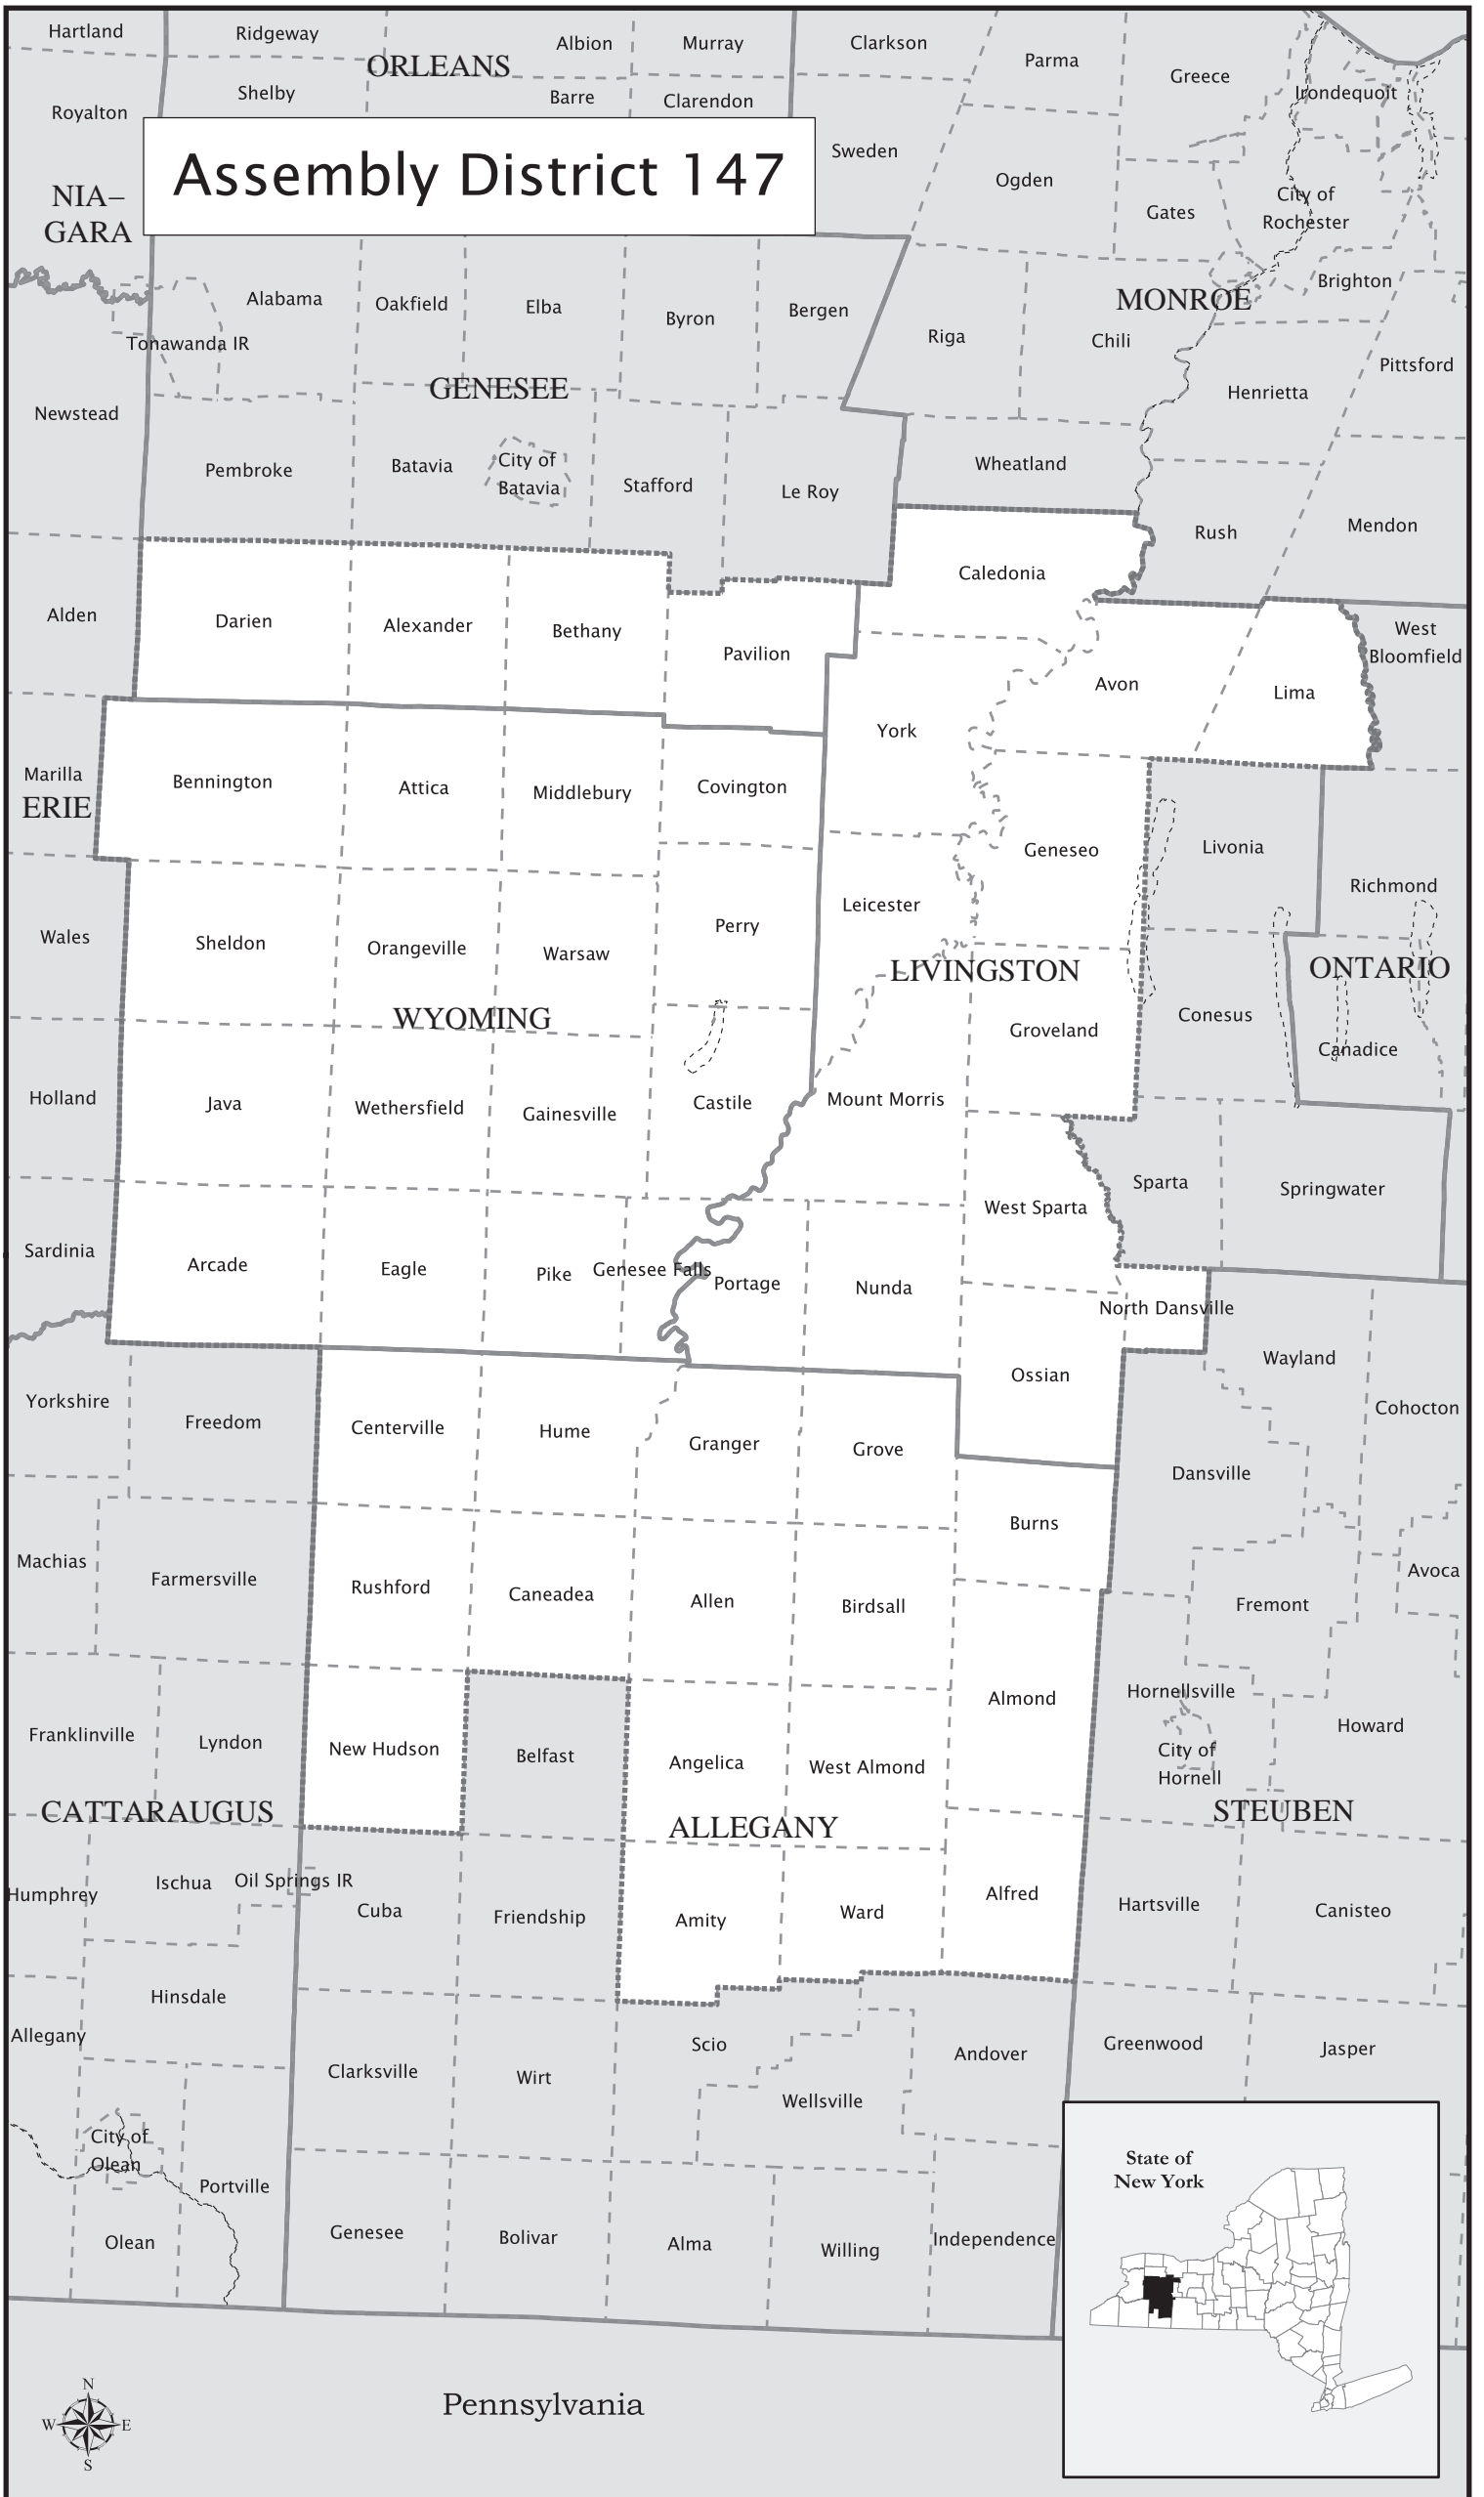 Hartland
Ridgeway
Albion
Murray
Clarkson
Parma
Greece
Irondequoit
ORLEANS
Shelby
Barre
Clarendon
Royalton
Assembly District 147
Sweden
Ogden
Gates
City of
Rochester
NIA–
GARA
Alabama
Oakfield
Elba
Byron
Bergen
MONROE
Brighton
Tonawanda IR
Riga
Chili
Pittsford
GENESEE
Henrietta
Newstead
Pembroke
Batavia
City of
Batavia
Stafford
Le Roy
Wheatland
Rush
Mendon
Caledonia
Alden
Darien
Alexander
Bethany
Pavilion
West
Bloomfield
Avon
Lima
York
Marilla
ERIE
Bennington
Attica
Middlebury
Covington
Geneseo
Livonia
Richmond
Leicester
Wales
Sheldon
Orangeville
Warsaw
Perry
LIVINGSTON
ONTARIO
WYOMING
Groveland
Conesus
Canadice
Holland
Java
Wethersfield
Gainesville
Castile
Mount Morris
Sparta
Springwater
West Sparta
Sardinia
Arcade
Eagle
Pike
Genesee Falls
Portage
Nunda
North Dansville
Wayland
Ossian
Yorkshire
Freedom
Centerville
Hume
Granger
Grove
Cohocton
Dansville
Burns
Machias
Farmersville
Rushford
Caneadea
Allen
Birdsall
Fremont
Avoca
Almond
Hornellsville
Howard
Franklinville
Lyndon
New Hudson
Belfast
Angelica
West Almond
City of
Hornell
CATTARAUGUS
ALLEGANY
STEUBEN
Humphrey
Ischua
Oil Springs IR
Cuba
Friendship
Amity
Ward
Alfred
Hartsville
Canisteo
Hinsdale
Allegany
Scio
Andover
Greenwood
Jasper
Clarksville
Wirt
Wellsville
City of
Olean
Portville
Olean
Genesee
Bolivar
Alma
Willing
Independence
State of
New York
Pennsylvania
N
W
E
S